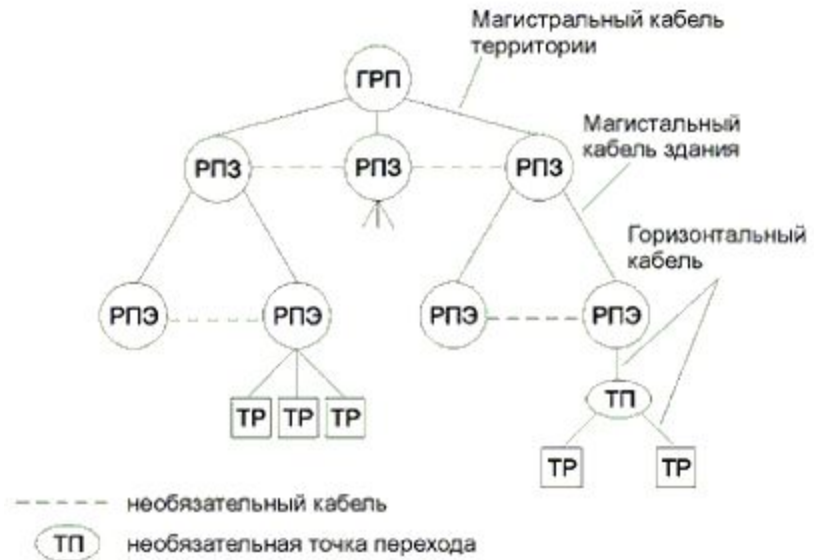 Магистральный кабель
территории
ГРП
Магистальный
кабель здания
РПЗ
РПЗ
РПЗ
Горизонтальный
кабель
РПЭ
РПЭ
РПЭ
РПЭ
ТП
ТР
ТР
ТР
ТР
ТР
необязательный кабель
ТП
необязательная точка перехода